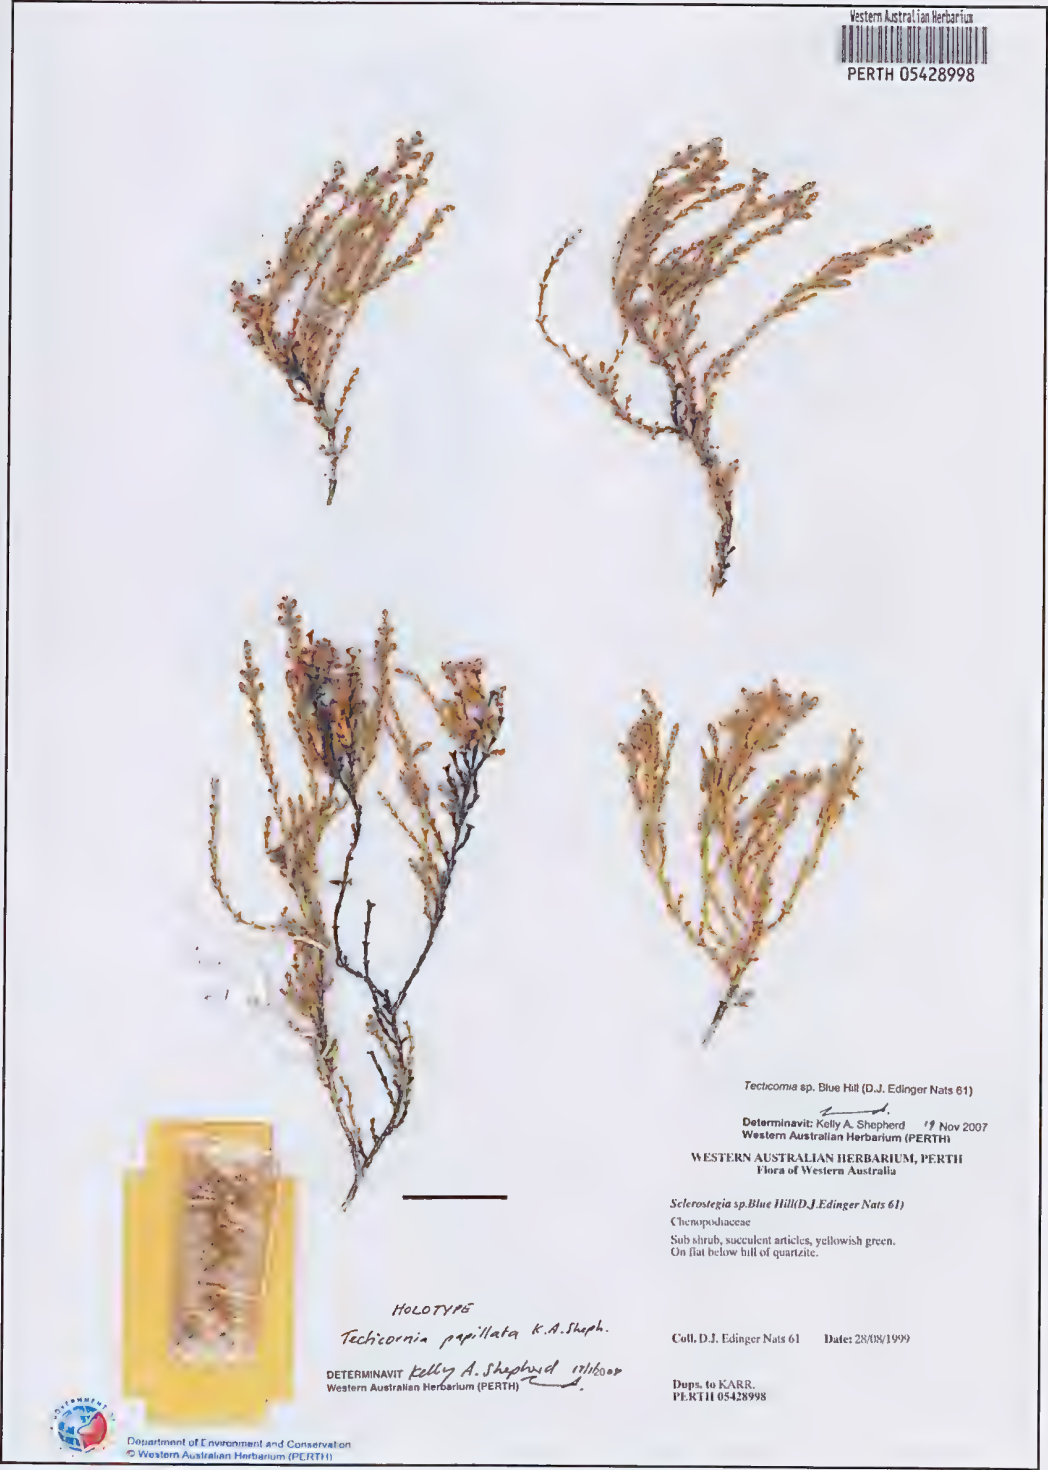 Western Australian Herbarium
PERTH 05428998
Tecticornia sp. Blue Hill (D.J. Edinger Nats 61)
Determinavit: Kelly A. Shepherd 19 Nov 2007
Western Australian Herbarium (PERTH)
WESTERN AUSTRALIAN HERBARIUM, PERTH
Flora of Western Australia
Sclerostegia sp.Blue Hill(D.J.Edinger Nats 61)
Chenopodiaceae
Sub shrub, succulent articles, yellowish green.
On flat below hill of quartzite.
HOLOTYPE
Tecticornia papillata K.A.Sheph.
Coll. D.J. Edinger Nats 61 Date: 28/08/1999
DETERMINAVIT Kelly A. Shepherd
Western Australian Herbarium (PERTH)
Dups. to KARR.
PERTH 05428998
Department of Environment and Conservation
© Western Australian Herbarium (PERTH)